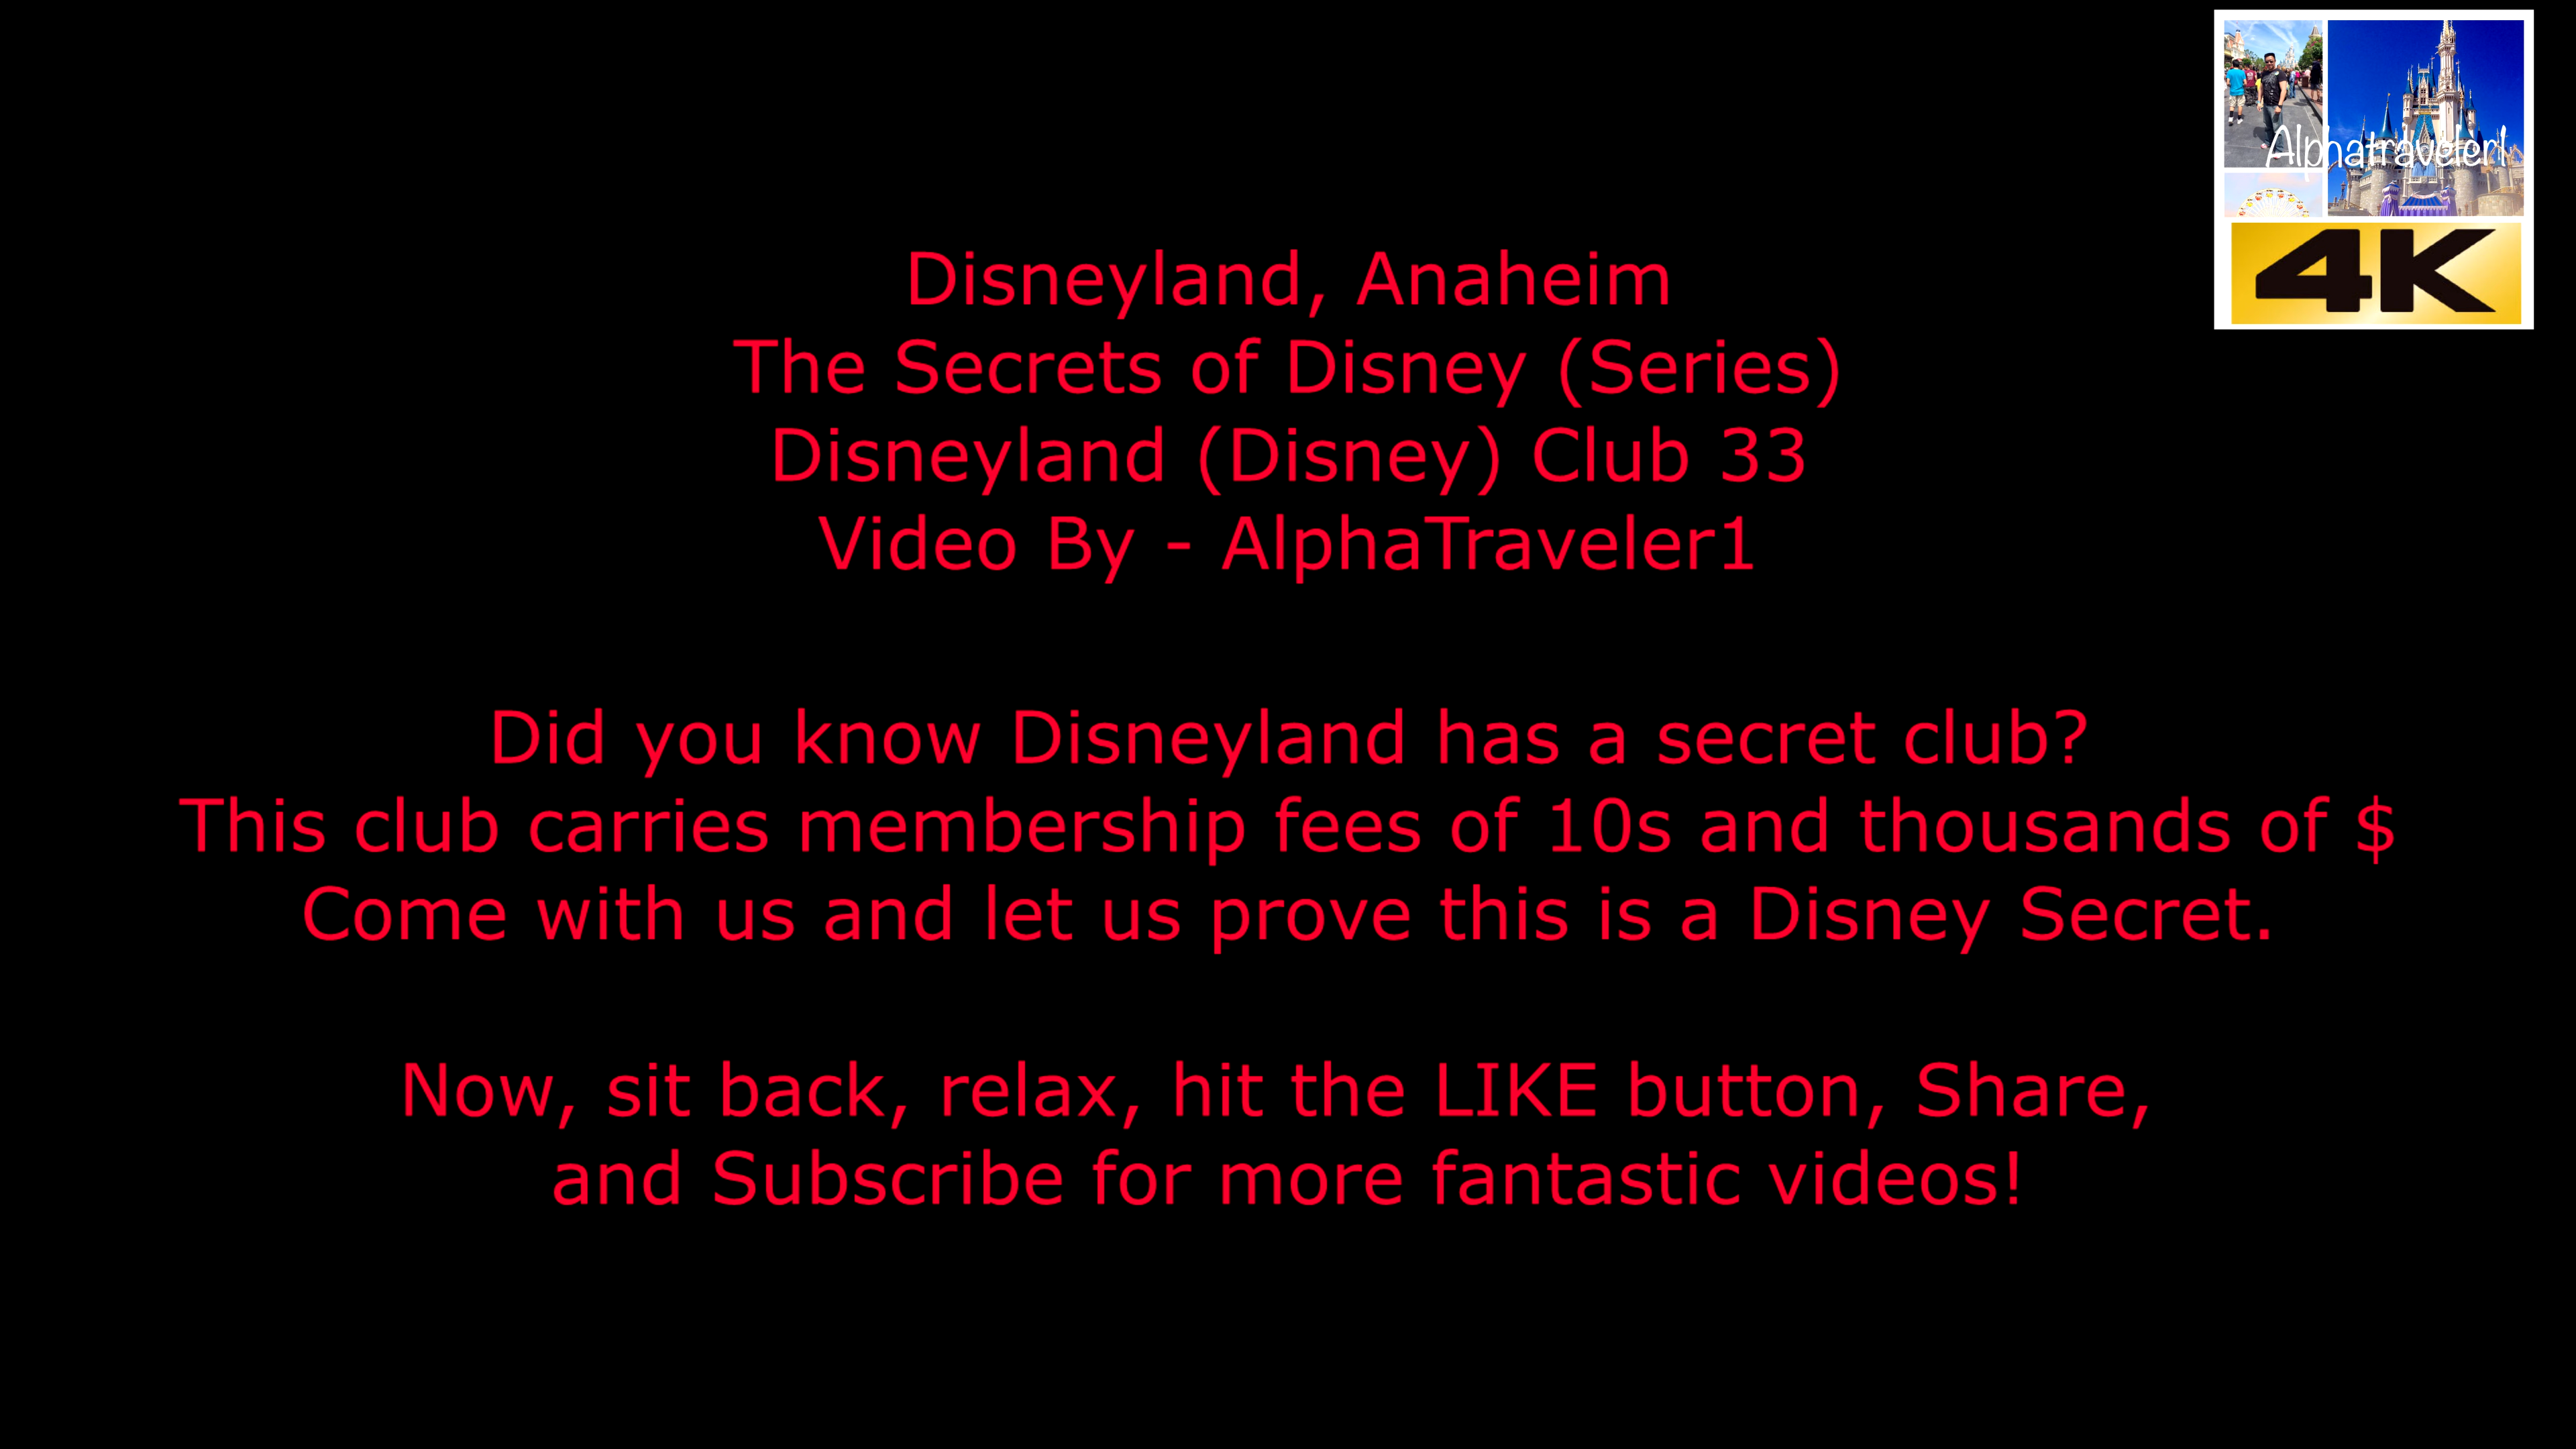 Alphatraveler1
4K
Disneyland, Anaheim
The Secrets of Disney (Series)
Disneyland (Disney) Club 33
Video By - AlphaTraveler1
Did you know Disneyland has a secret club?
This club carries membership fees of 10s and thousands of $
Come with us and let us prove this is a Disney Secret.
Now, sit back, relax, hit the LIKE button, Share,
and Subscribe for more fantastic videos!